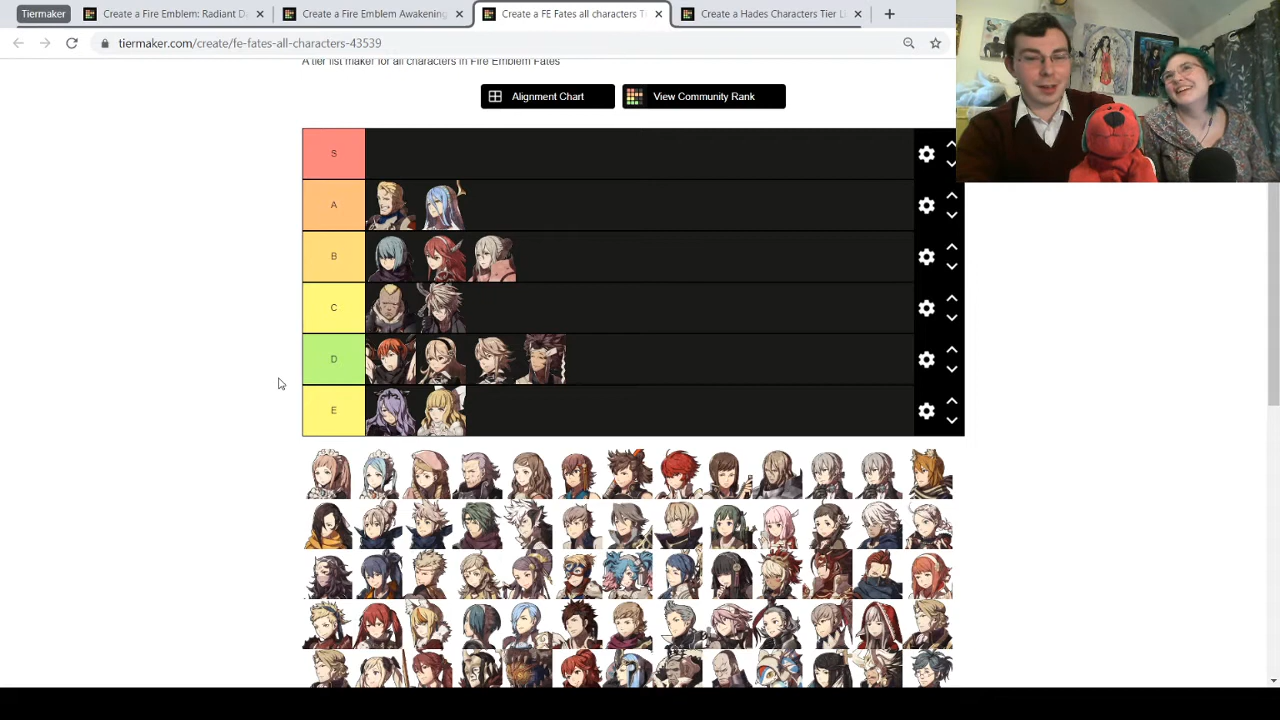 Tiermaker
Create a Fire Emblem: Radiant D
Create a Fire Emblem Awakening
Create a FE Fates all characters T
Create a Hades Characters Tier Li
tiermaker.com/create/fe-fates-all-characters-43539
A tier list maker for all characters in Fire Emblem Fates
Alignment Chart
View Community Rank
S
A
B
C
D
E